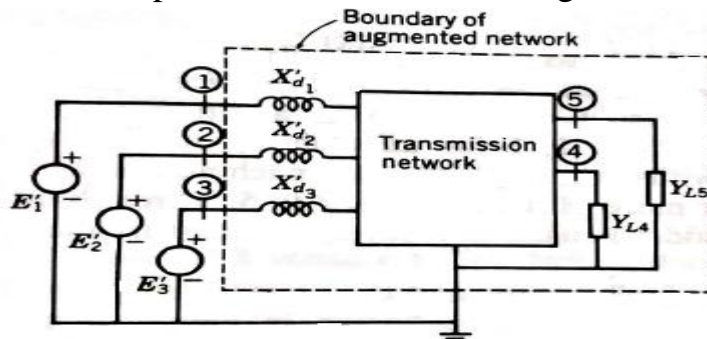 Boundary of
augmented network
1
X'd1
5
2
X'd2
Transmission
network
4
3
X'd3
E'1
E'2
E'3
YL4
YL5
+
−
+
−
+
−